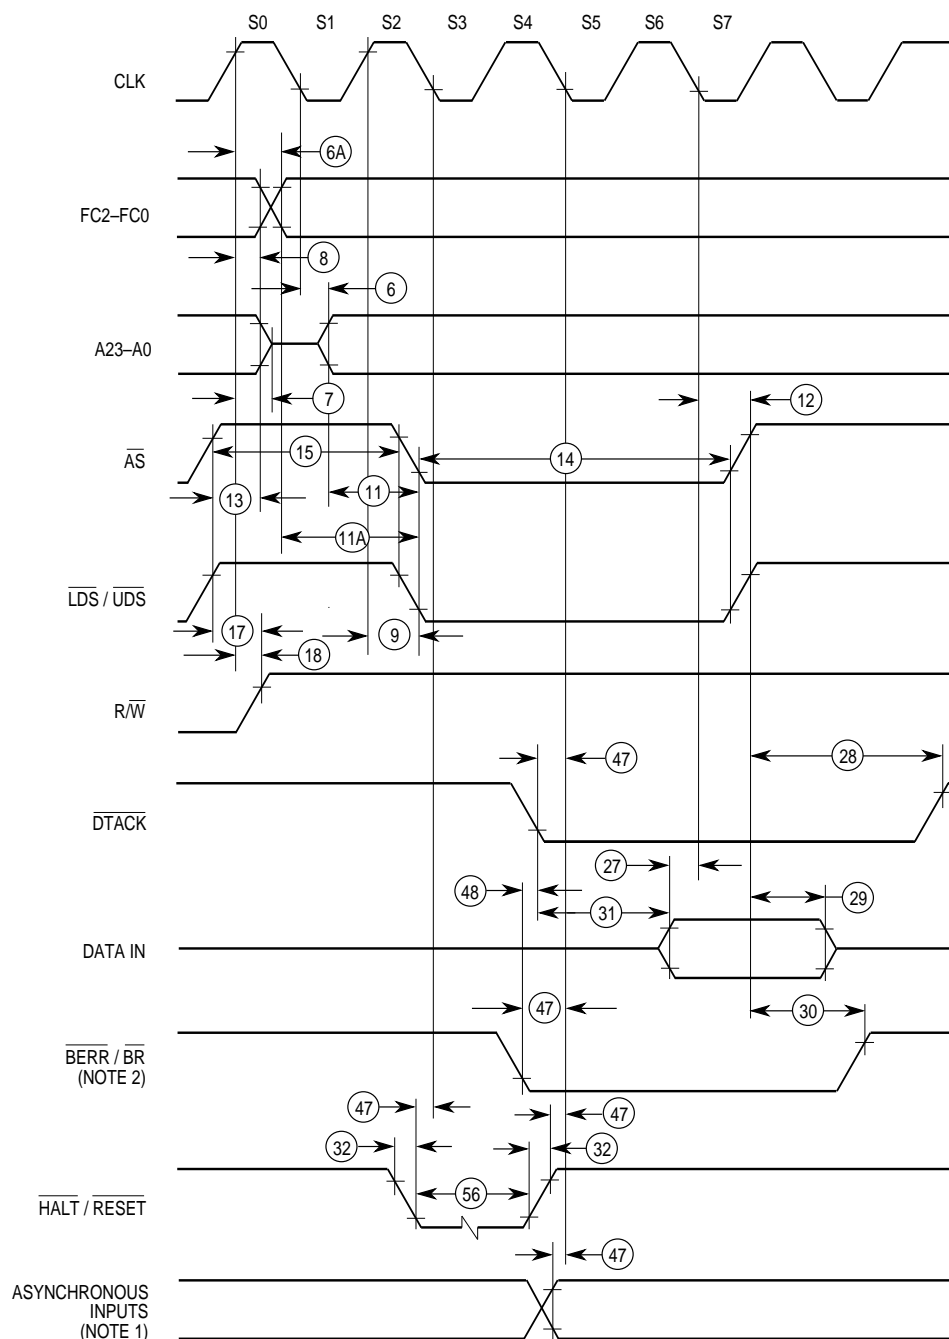 S0 S1 S2 S3 S4 S5 S6 S7
CLK
6A
FC2–FC0
8
6
A23–A0
7
12
AS
15
14
13
11
11A
LDS / UDS
17
9
18
R/W
47
28
DTACK
27
48
31
29
DATA IN
47
30
BERR / BR
(NOTE 2)
47
47
32
32
56
HALT / RESET
47
ASYNCHRONOUS
INPUTS
(NOTE 1)